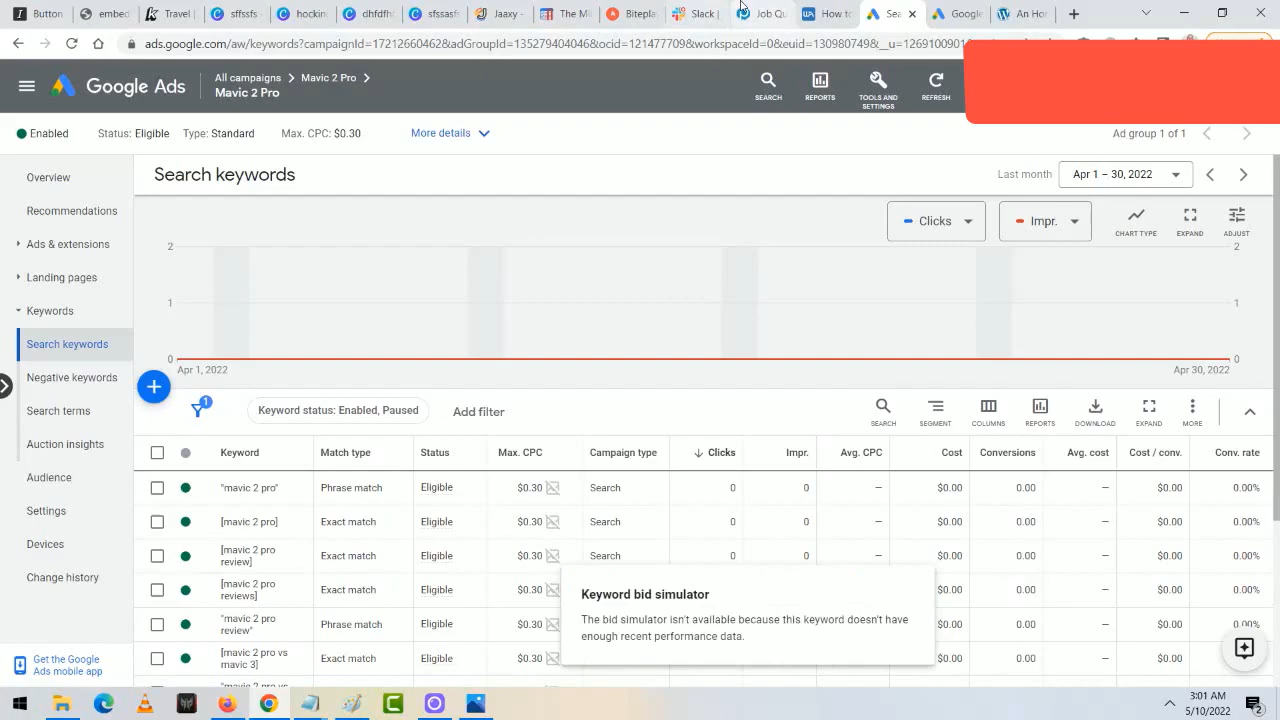 Button
Embed
Travel
sffssfs
hockin
dhfdhf
sfssasf
Jaaxy -
The Mi
Biteplay
Slack |
Job Qu
How to
Sea
Google
An Hor
ads.google.com/aw/keywords?campaignId=17212660462&adGroupId=135279403046&ocid=121477709&workspaceId=0&euid=130980749&__u=1269100901
Google Ads
All campaigns > Mavic 2 Pro >
Mavic 2 Pro
SEARCH
REPORTS
TOOLS AND
SETTINGS
REFRESH
Enabled Status: Eligible Type: Standard Max. CPC: $0.30 More details
Ad group 1 of 1
Overview
Recommendations
Ads & extensions
Landing pages
Keywords
Search keywords
Negative keywords
Search terms
Auction insights
Audience
Settings
Devices
Change history
Get the Google
Ads mobile app
Search keywords
Last month Apr 1 – 30, 2022
Clicks
Impr.
CHART TYPE
EXPAND
ADJUST
2 2
1 1
0 0
Apr 1, 2022 Apr 30, 2022
1
Keyword status: Enabled, Paused
Add filter
SEARCH
SEGMENT
COLUMNS
REPORTS
DOWNLOAD
EXPAND
MORE
Keyword Match type Status Max. CPC Campaign type Clicks Impr. Avg. CPC Cost Conversions Avg. cost Cost / conv. Conv. rate
"mavic 2 pro" Phrase match Eligible $0.30 Search 0 0 — $0.00 0.00 — $0.00 0.00%
[mavic 2 pro] Exact match Eligible $0.30 Search 0 0 — $0.00 0.00 — $0.00 0.00%
[mavic 2 pro
review] Exact match Eligible $0.30 Search 0 0 — $0.00 0.00 — $0.00 0.00%
[mavic 2 pro
reviews] Exact match Eligible $0.30 $0.00 0.00 — $0.00 0.00%
"mavic 2 pro
review" Phrase match Eligible $0.30 $0.00 0.00 — $0.00 0.00%
[mavic 2 pro vs
mavic 3] Exact match Eligible $0.30 $0.00 0.00 — $0.00
"mavic 2 pro vs
Keyword bid simulator
The bid simulator isn't available because this keyword doesn't have
enough recent performance data.
3:01 AM
5/10/2022
2